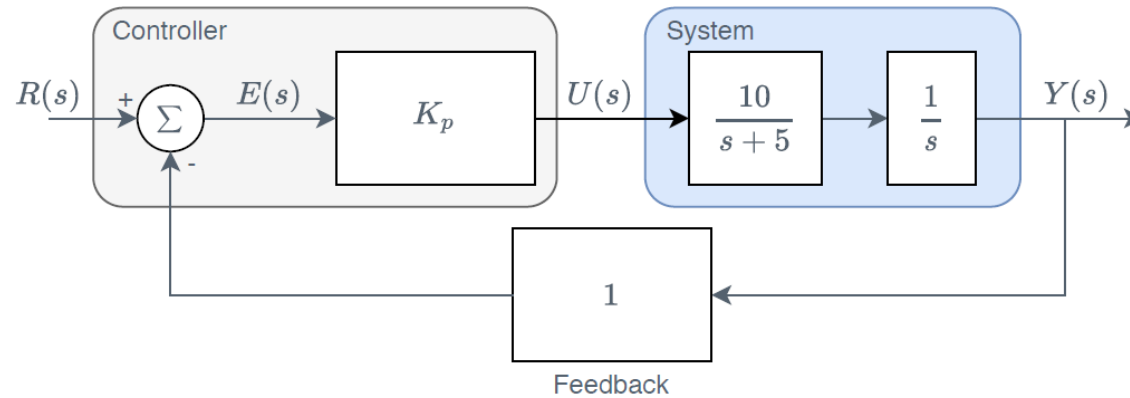 Controller
System
R(s)
+
Σ
-
E(s)
K_p
U(s)
10
s + 5
1
s
Y(s)
1
Feedback